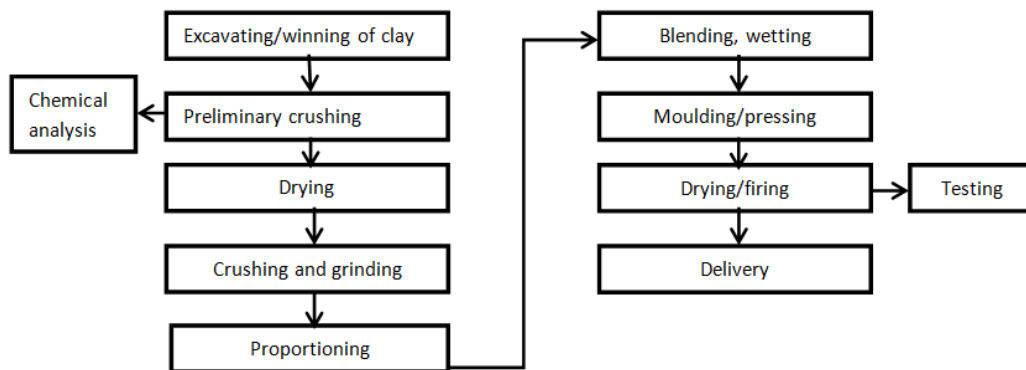 Excavating/winning of clay
Chemical
analysis
Preliminary crushing
Drying
Crushing and grinding
Proportioning
Blending, wetting
Moulding/pressing
Drying/firing
Testing
Delivery